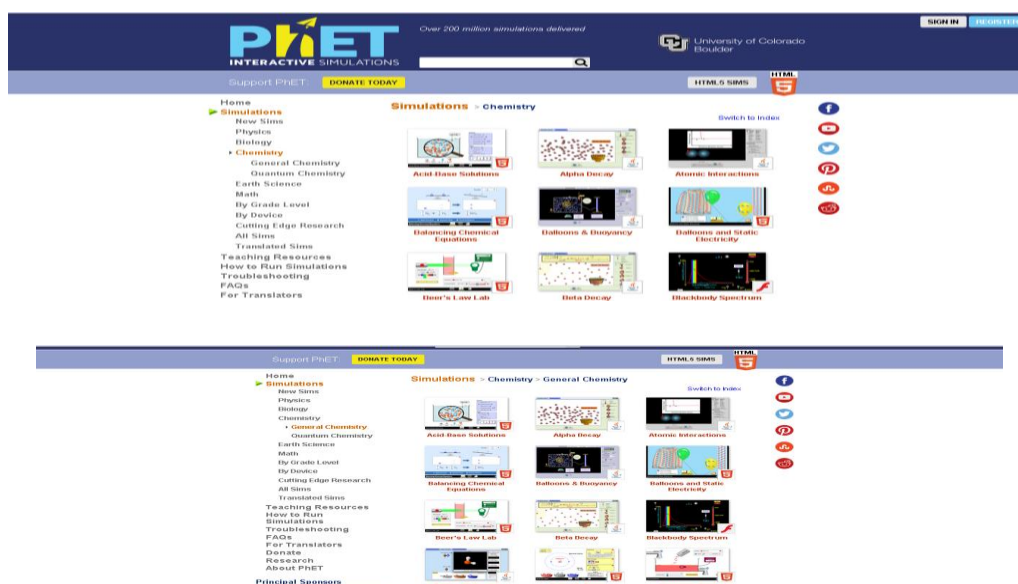 SIGN IN
REGISTER
PhET
INTERACTIVE SIMULATIONS
Over 200 million simulations delivered
University of Colorado
Boulder
Support PhET:
DONATE TODAY
HTML5 SIMS
HTML
5
Home
Simulations
New Sims
Physics
Biology
Chemistry
General Chemistry
Quantum Chemistry
Earth Science
Math
By Grade Level
By Device
Cutting Edge Research
All Sims
Translated Sims
Teaching Resources
How to Run Simulations
Troubleshooting
FAQs
For Translators
Simulations > Chemistry
Switch to Index
Acid-Base Solutions
Alpha Decay
Atomic Interactions
Balancing Chemical
Equations
Balloons & Buoyancy
Balloons and Static
Electricity
Beer's Law Lab
Beta Decay
Blackbody Spectrum
Support PhET:
DONATE TODAY
HTML5 SIMS
HTML
5
Home
Simulations
New Sims
Physics
Biology
Chemistry
General Chemistry
Quantum Chemistry
Earth Science
Math
By Grade Level
By Device
Cutting Edge Research
All Sims
Translated Sims
Teaching Resources
How to Run
Simulations
Troubleshooting
FAQs
For Translators
Donate
Research
About PhET
Principal Sponsors
Simulations > Chemistry > General Chemistry
Switch to Index
Acid-Base Solutions
Alpha Decay
Atomic Interactions
Balancing Chemical
Equations
Balloons & Buoyancy
Balloons and Static
Electricity
Beer's Law Lab
Beta Decay
Blackbody Spectrum